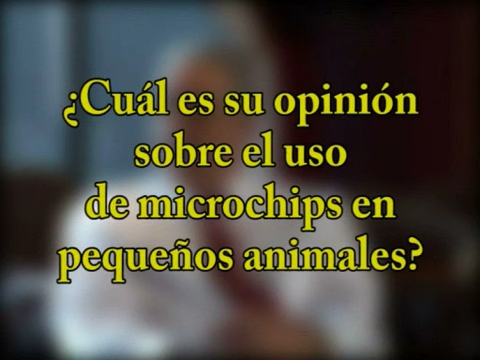 ¿Cuál es su opinión
sobre el uso
de microchips en
pequeños animales?